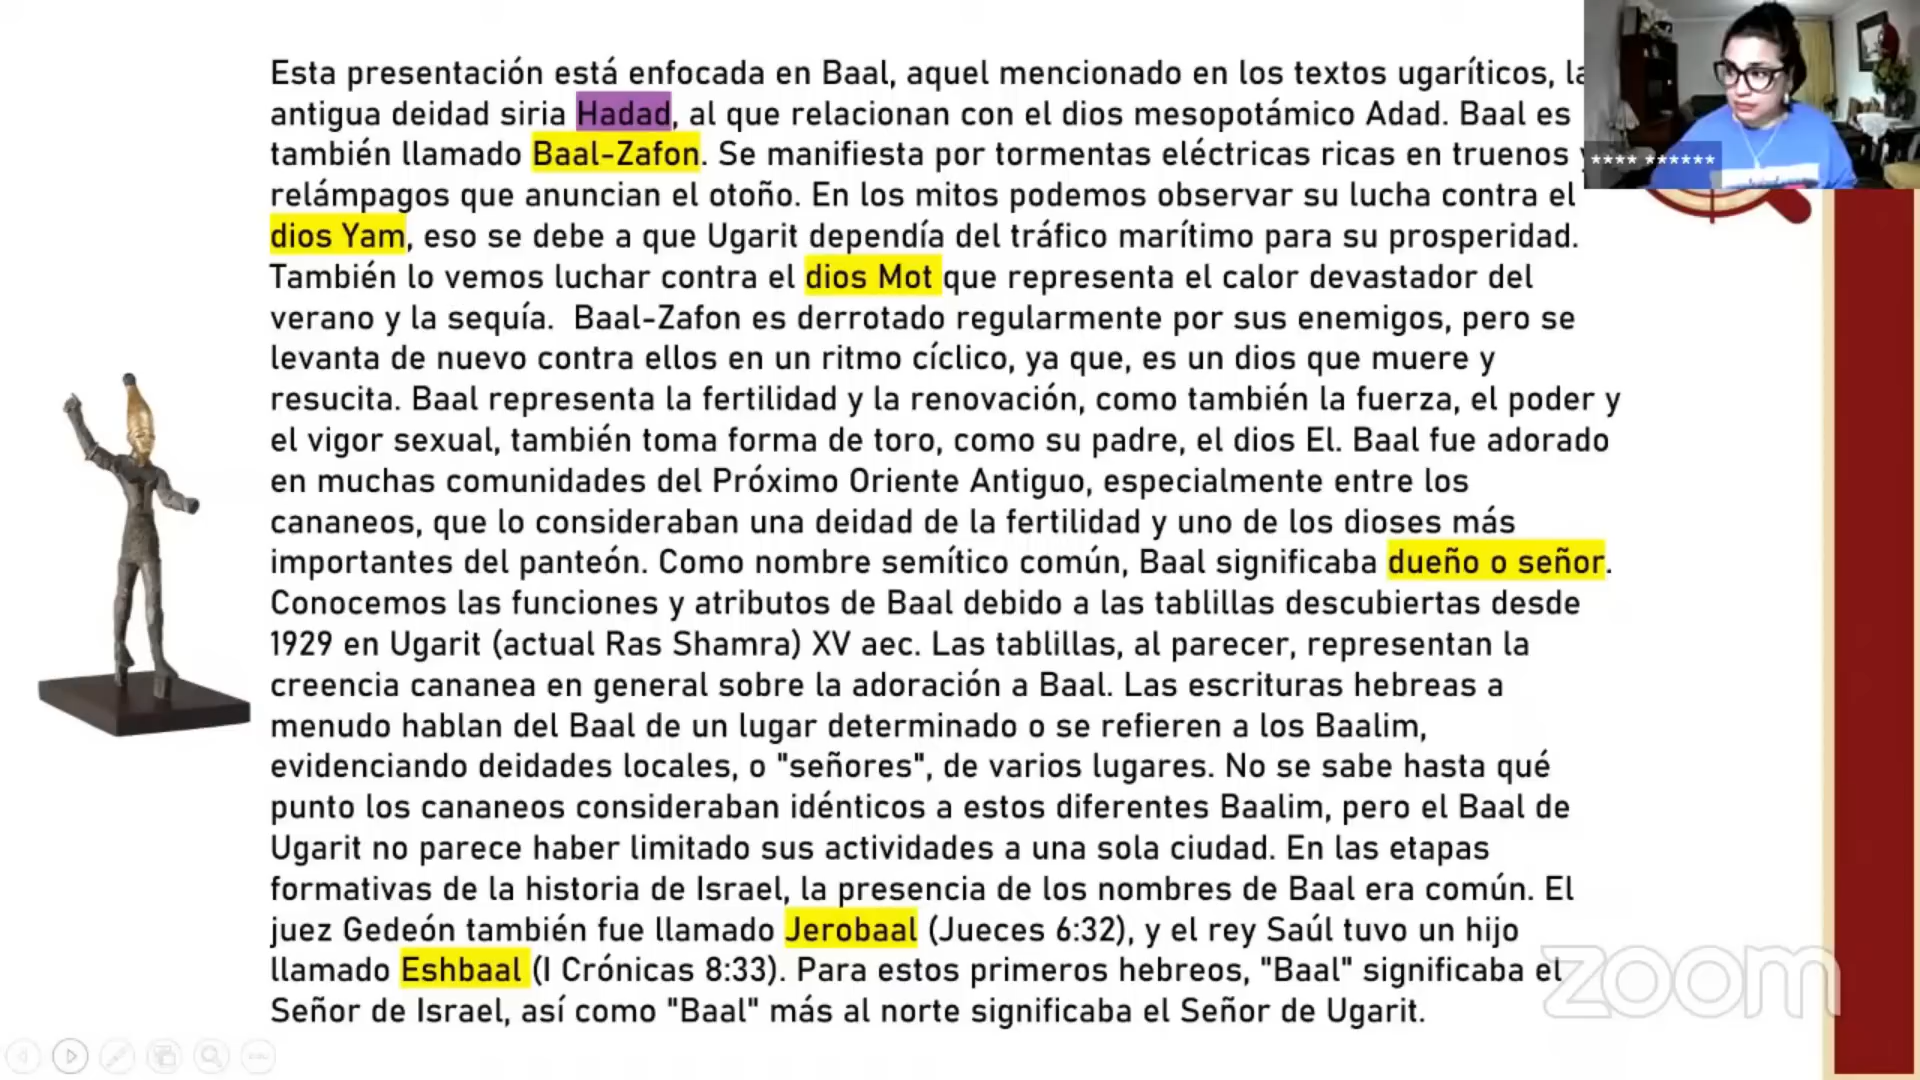 Esta presentación está enfocada en Baal, aquel mencionado en los textos ugaríticos, la
antigua deidad siria Hadad, al que relacionan con el dios mesopotámico Adad. Baal es
también llamado Baal-Zafon. Se manifiesta por tormentas eléctricas ricas en truenos y
**** ******
relámpagos que anuncian el otoño. En los mitos podemos observar su lucha contra el
dios Yam, eso se debe a que Ugarit dependía del tráfico marítimo para su prosperidad.
También lo vemos luchar contra el dios Mot que representa el calor devastador del
verano y la sequía. Baal-Zafon es derrotado regularmente por sus enemigos, pero se
levanta de nuevo contra ellos en un ritmo cíclico, ya que, es un dios que muere y
resucita. Baal representa la fertilidad y la renovación, como también la fuerza, el poder y
el vigor sexual, también toma forma de toro, como su padre, el dios El. Baal fue adorado
en muchas comunidades del Próximo Oriente Antiguo, especialmente entre los
cananeos, que lo consideraban una deidad de la fertilidad y uno de los dioses más
importantes del panteón. Como nombre semítico común, Baal significaba dueño o señor.
Conocemos las funciones y atributos de Baal debido a las tablillas descubiertas desde
1929 en Ugarit (actual Ras Shamra) XV aec. Las tablillas, al parecer, representan la
creencia cananea en general sobre la adoración a Baal. Las escrituras hebreas a
menudo hablan del Baal de un lugar determinado o se refieren a los Baalim,
evidenciando deidades locales, o "señores", de varios lugares. No se sabe hasta qué
punto los cananeos consideraban idénticos a estos diferentes Baalim, pero el Baal de
Ugarit no parece haber limitado sus actividades a una sola ciudad. En las etapas
formativas de la historia de Israel, la presencia de los nombres de Baal era común. El
juez Gedeón también fue llamado Jerobaal (Jueces 6:32), y el rey Saúl tuvo un hijo
llamado Eshbaal (I Crónicas 8:33). Para estos primeros hebreos, "Baal" significaba el
Señor de Israel, así como "Baal" más al norte significaba el Señor de Ugarit.
zoom